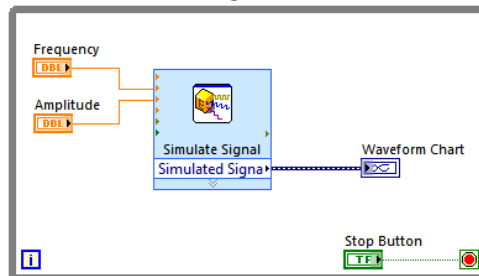 Frequency
DBL
Amplitude
DBL
Simulate Signal
Simulated Signa
Waveform Chart
Stop Button
TF
i